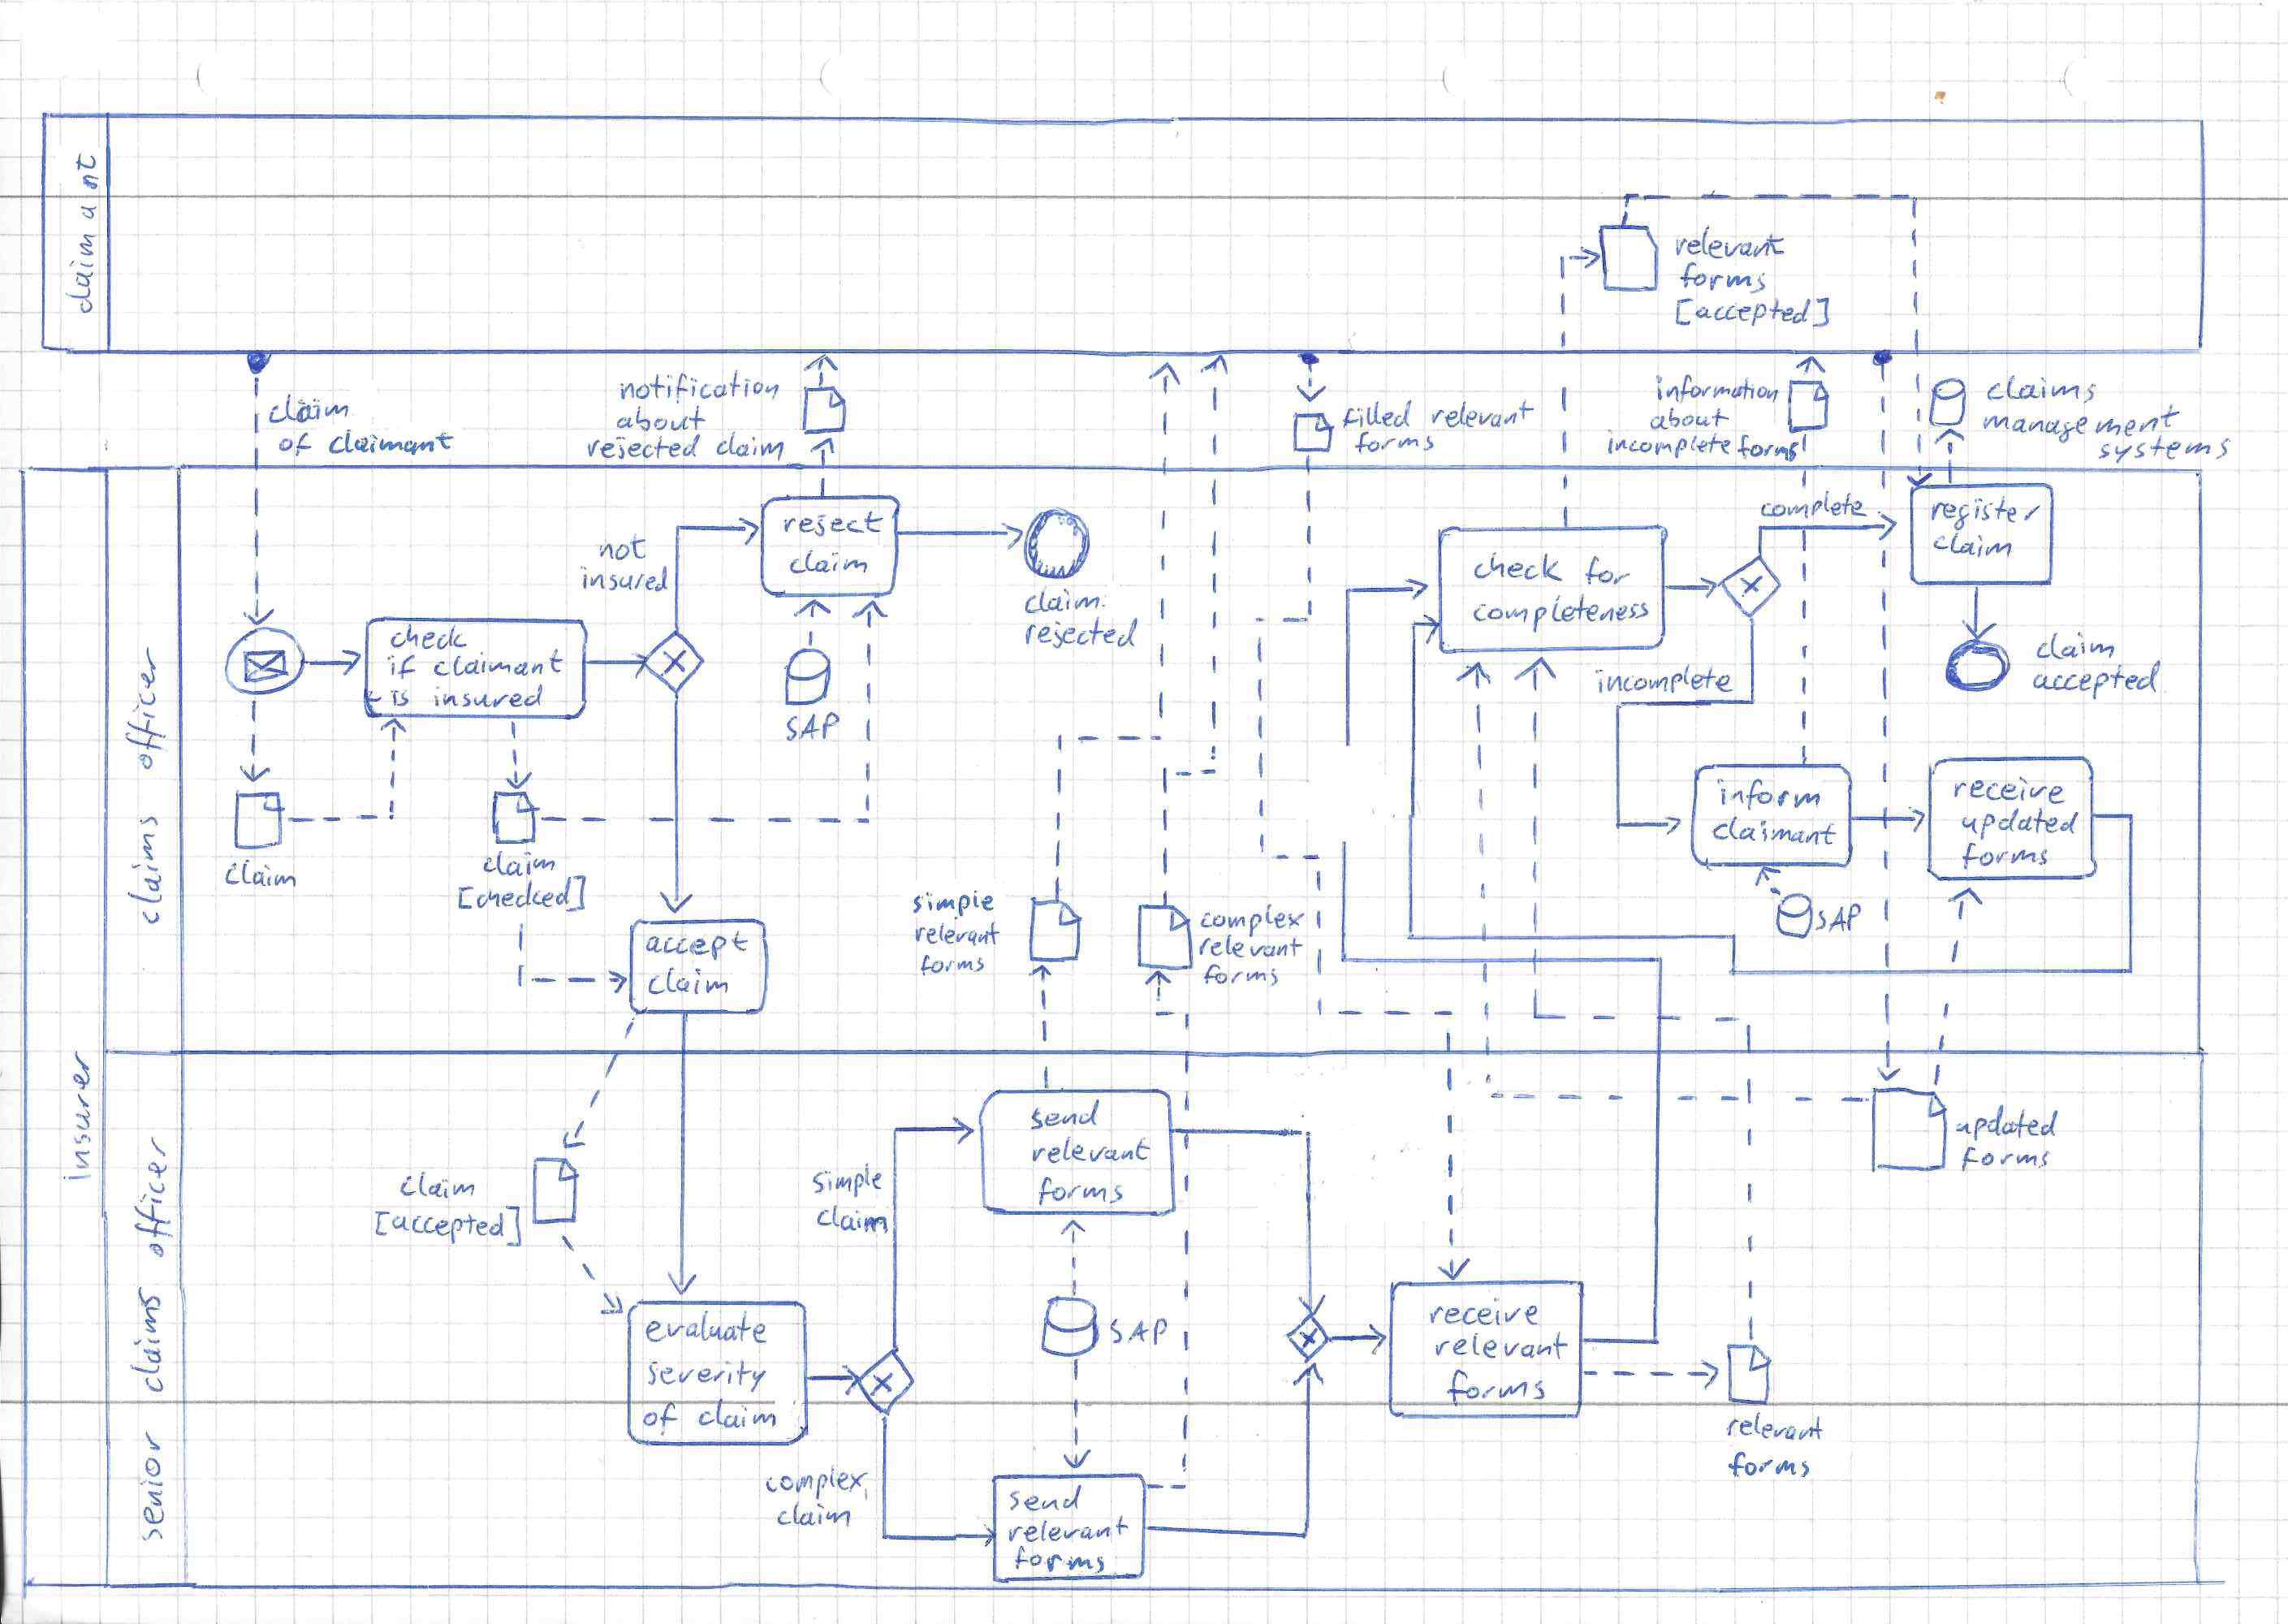 claimant
relevant
forms
[accepted]
claim
of claimant
notification
about
rejected claim
filled relevant
forms
information
about
incomplete forms
claims
management
systems
insurer
claims officer
senior claims officer
not
insured
reject
claim
claim
rejected
check
if claimant
is insured
SAP
claim
claim
[checked]
accept
claim
simple
relevant
forms
complex
relevant
forms
check for
completeness
complete
incomplete
register
claim
claim
accepted
inform
claimant
SAP
receive
updated
forms
claim
[accepted]
evaluate
severity
of claim
simple
claim
complex
claim
send
relevant
forms
SAP
send
relevant
forms
receive
relevant
forms
relevant
forms
updated
forms